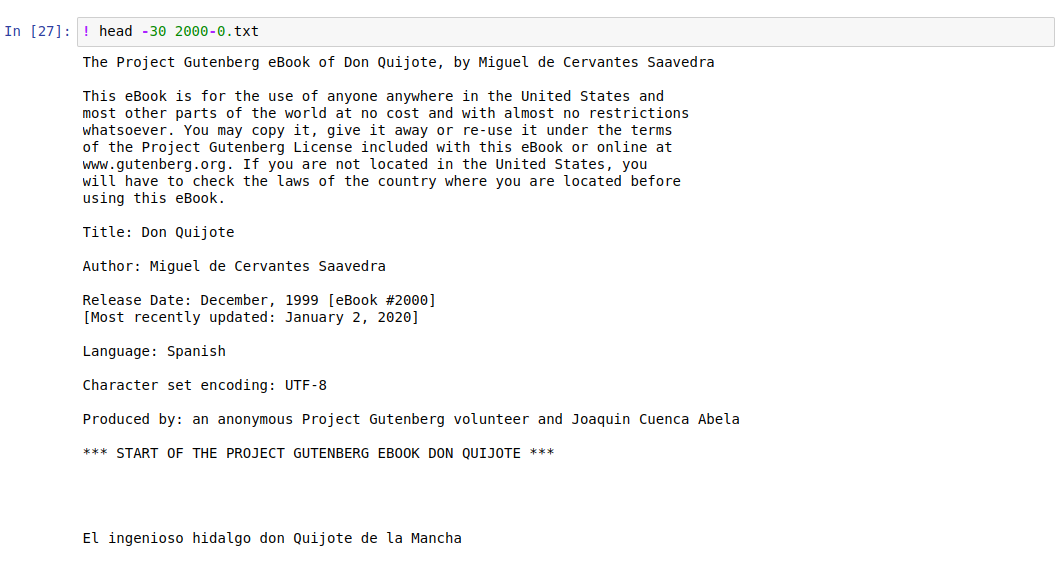 In [27]: ! head -30 2000-0.txt
The Project Gutenberg eBook of Don Quijote, by Miguel de Cervantes Saavedra
This eBook is for the use of anyone anywhere in the United States and
most other parts of the world at no cost and with almost no restrictions
whatsoever. You may copy it, give it away or re-use it under the terms
of the Project Gutenberg License included with this eBook or online at
www.gutenberg.org. If you are not located in the United States, you
will have to check the laws of the country where you are located before
using this eBook.
Title: Don Quijote
Author: Miguel de Cervantes Saavedra
Release Date: December, 1999 [eBook #2000]
[Most recently updated: January 2, 2020]
Language: Spanish
Character set encoding: UTF-8
Produced by: an anonymous Project Gutenberg volunteer and Joaquin Cuenca Abela
*** START OF THE PROJECT GUTENBERG EBOOK DON QUIJOTE ***
El ingenioso hidalgo don Quijote de la Mancha